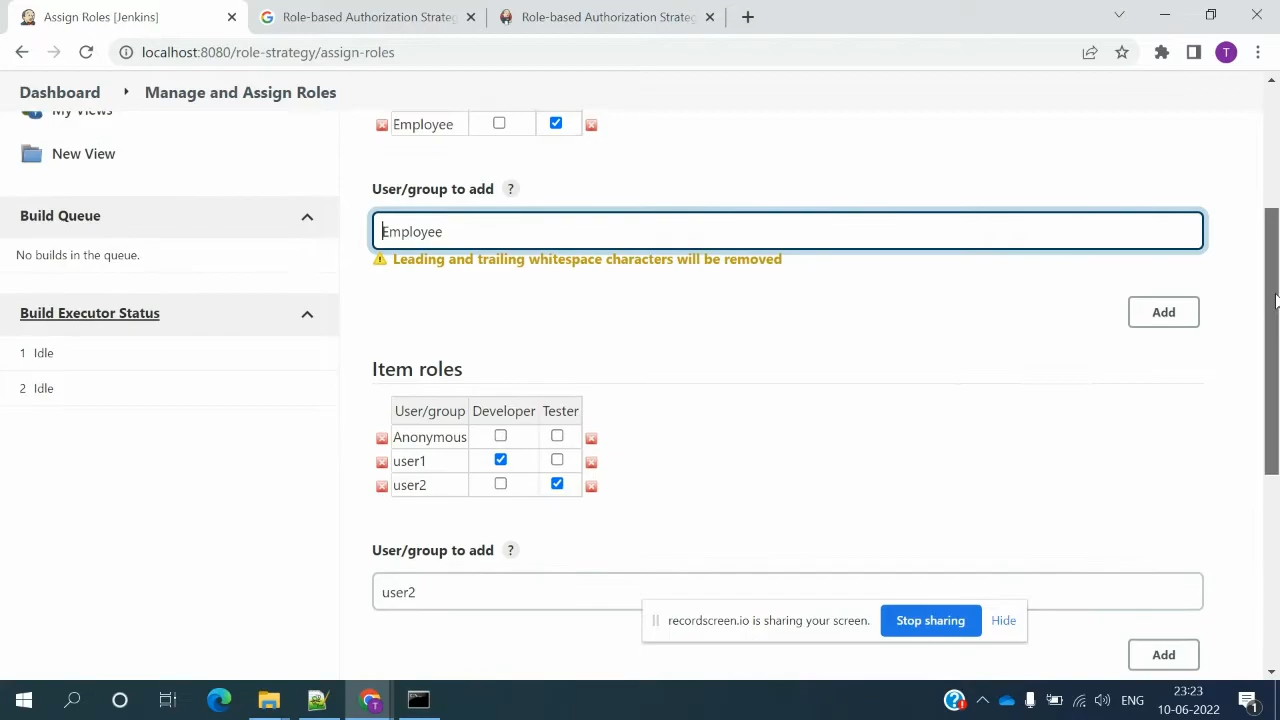 Assign Roles [Jenkins]
Role-based Authorization Strateg
Role-based Authorization Strateg
localhost:8080/role-strategy/assign-roles
T
Dashboard
Manage and Assign Roles
My Views
New View
Build Queue
No builds in the queue.
Build Executor Status
1 Idle
2 Idle
Employee
User/group to add ?
Employee
Leading and trailing whitespace characters will be removed
Add
Item roles
User/group Developer Tester
Anonymous
user1
user2
User/group to add ?
user2
recordscreen.io is sharing your screen.
Stop sharing
Hide
Add
ENG
23:23
10-06-2022
1